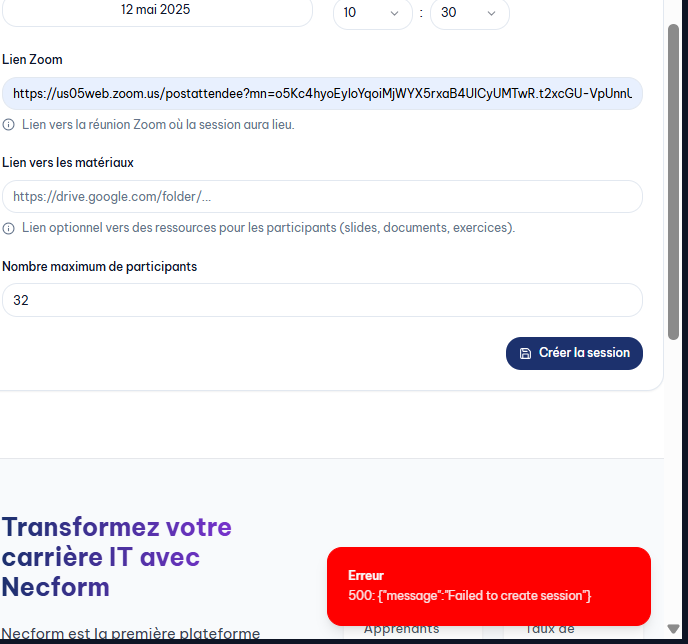 12 mai 2025
10 : 30
Lien Zoom
https://us05web.zoom.us/postattendee?mn=o5Kc4hyoEyIoYqoiMjWYX5rxaB4UlCyUMTwR.t2xcGU-VpUnnU
Lien vers la réunion Zoom où la session aura lieu.
Lien vers les matériaux
https://drive.google.com/folder/...
Lien optionnel vers des ressources pour les participants (slides, documents, exercices).
Nombre maximum de participants
32
Créer la session
Transformez votre
carrière IT avec
Necform
Erreur
500: {"message":"Failed to create session"}
Necform est la première plateforme
Apprenants
Taux de